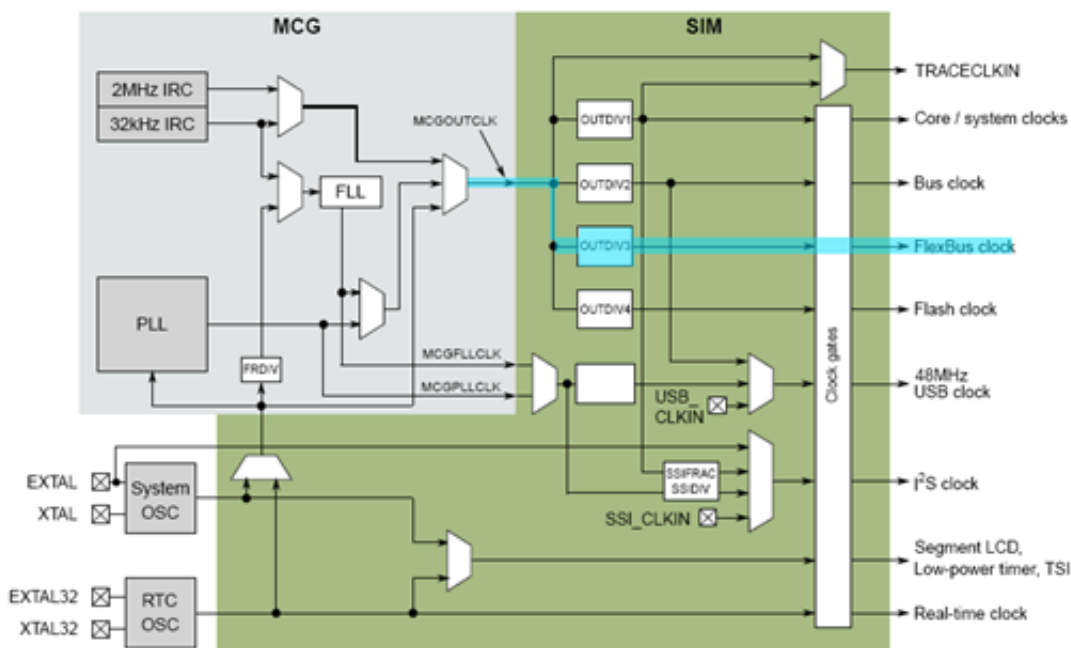 MCG
SIM
2MHz IRC
32kHz IRC
FLL
PLL
FRDIV
MCGOUTCLK
MCGFLLCLK
MCGPLLCLK
OUTDIV1
OUTDIV2
OUTDIV3
OUTDIV4
USB_
CLKIN
SSIFRAC
SSIDIV
SSI_CLKIN
Clock gates
TRACECLKIN
Core / system clocks
Bus clock
FlexBus clock
Flash clock
48MHz
USB clock
I²S clock
Segment LCD,
Low-power timer, TSI
Real-time clock
EXTAL
XTAL
System
OSC
EXTAL32
XTAL32
RTC
OSC